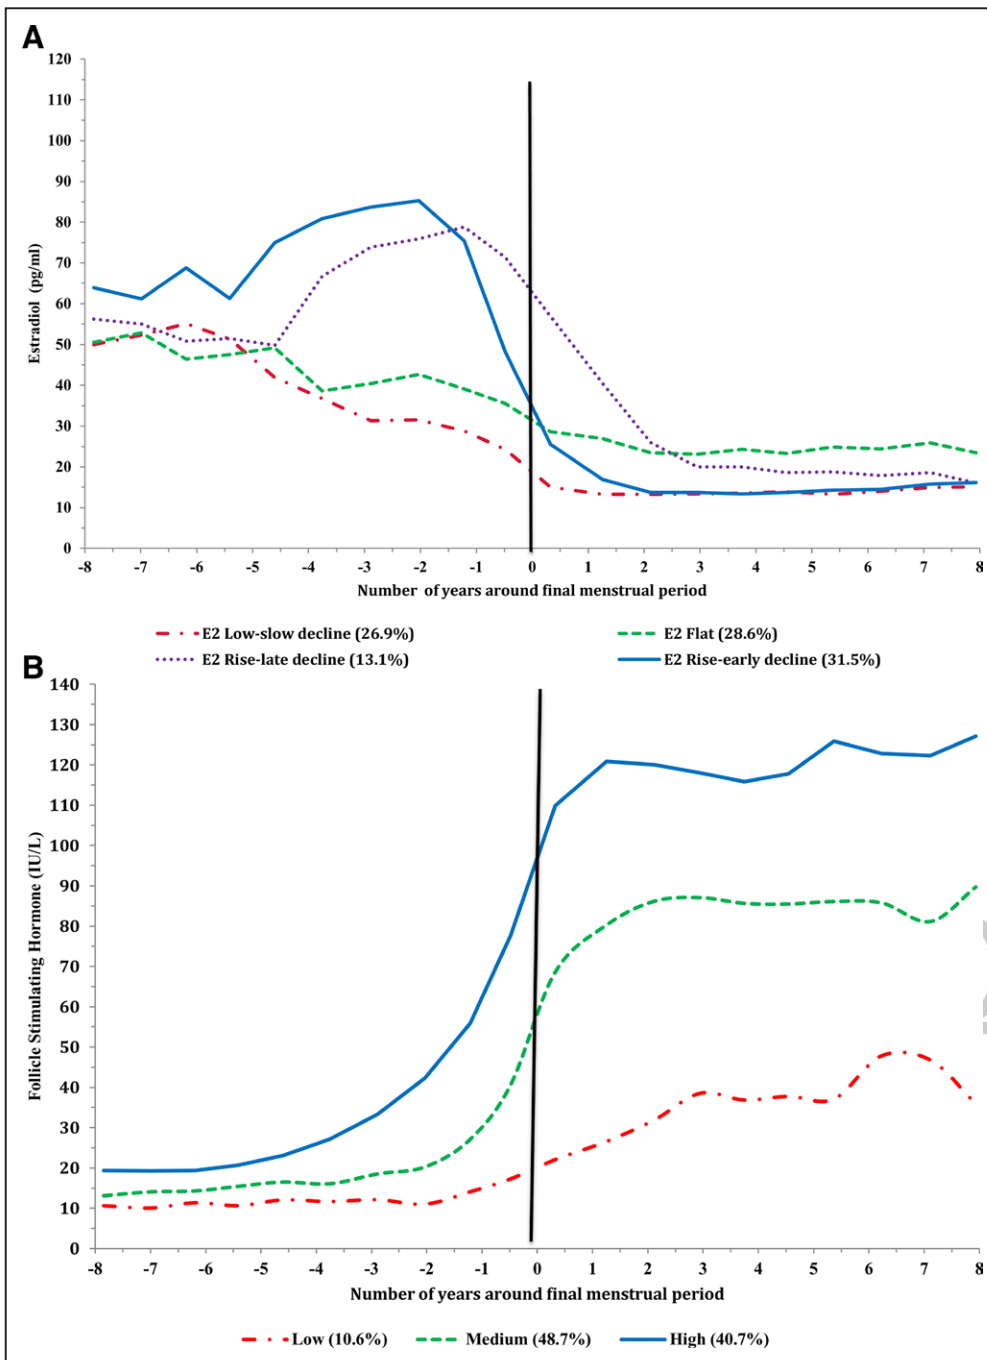 A
120
110
100
90
80
70
60
50
40
30
20
10
0
Estradiol (pg/ml)
-8 -7 -6 -5 -4 -3 -2 -1 0 1 2 3 4 5 6 7 8
Number of years around final menstrual period
E2 Low-slow decline (26.9%) E2 Flat (28.6%)
E2 Rise-late decline (13.1%) E2 Rise-early decline (31.5%)
B
140
130
120
110
100
90
80
70
60
50
40
30
20
10
0
Follicle Stimulating Hormone (IU/L)
-8 -7 -6 -5 -4 -3 -2 -1 0 1 2 3 4 5 6 7 8
Number of years around final menstrual period
Low (10.6%) Medium (48.7%) High (40.7%)